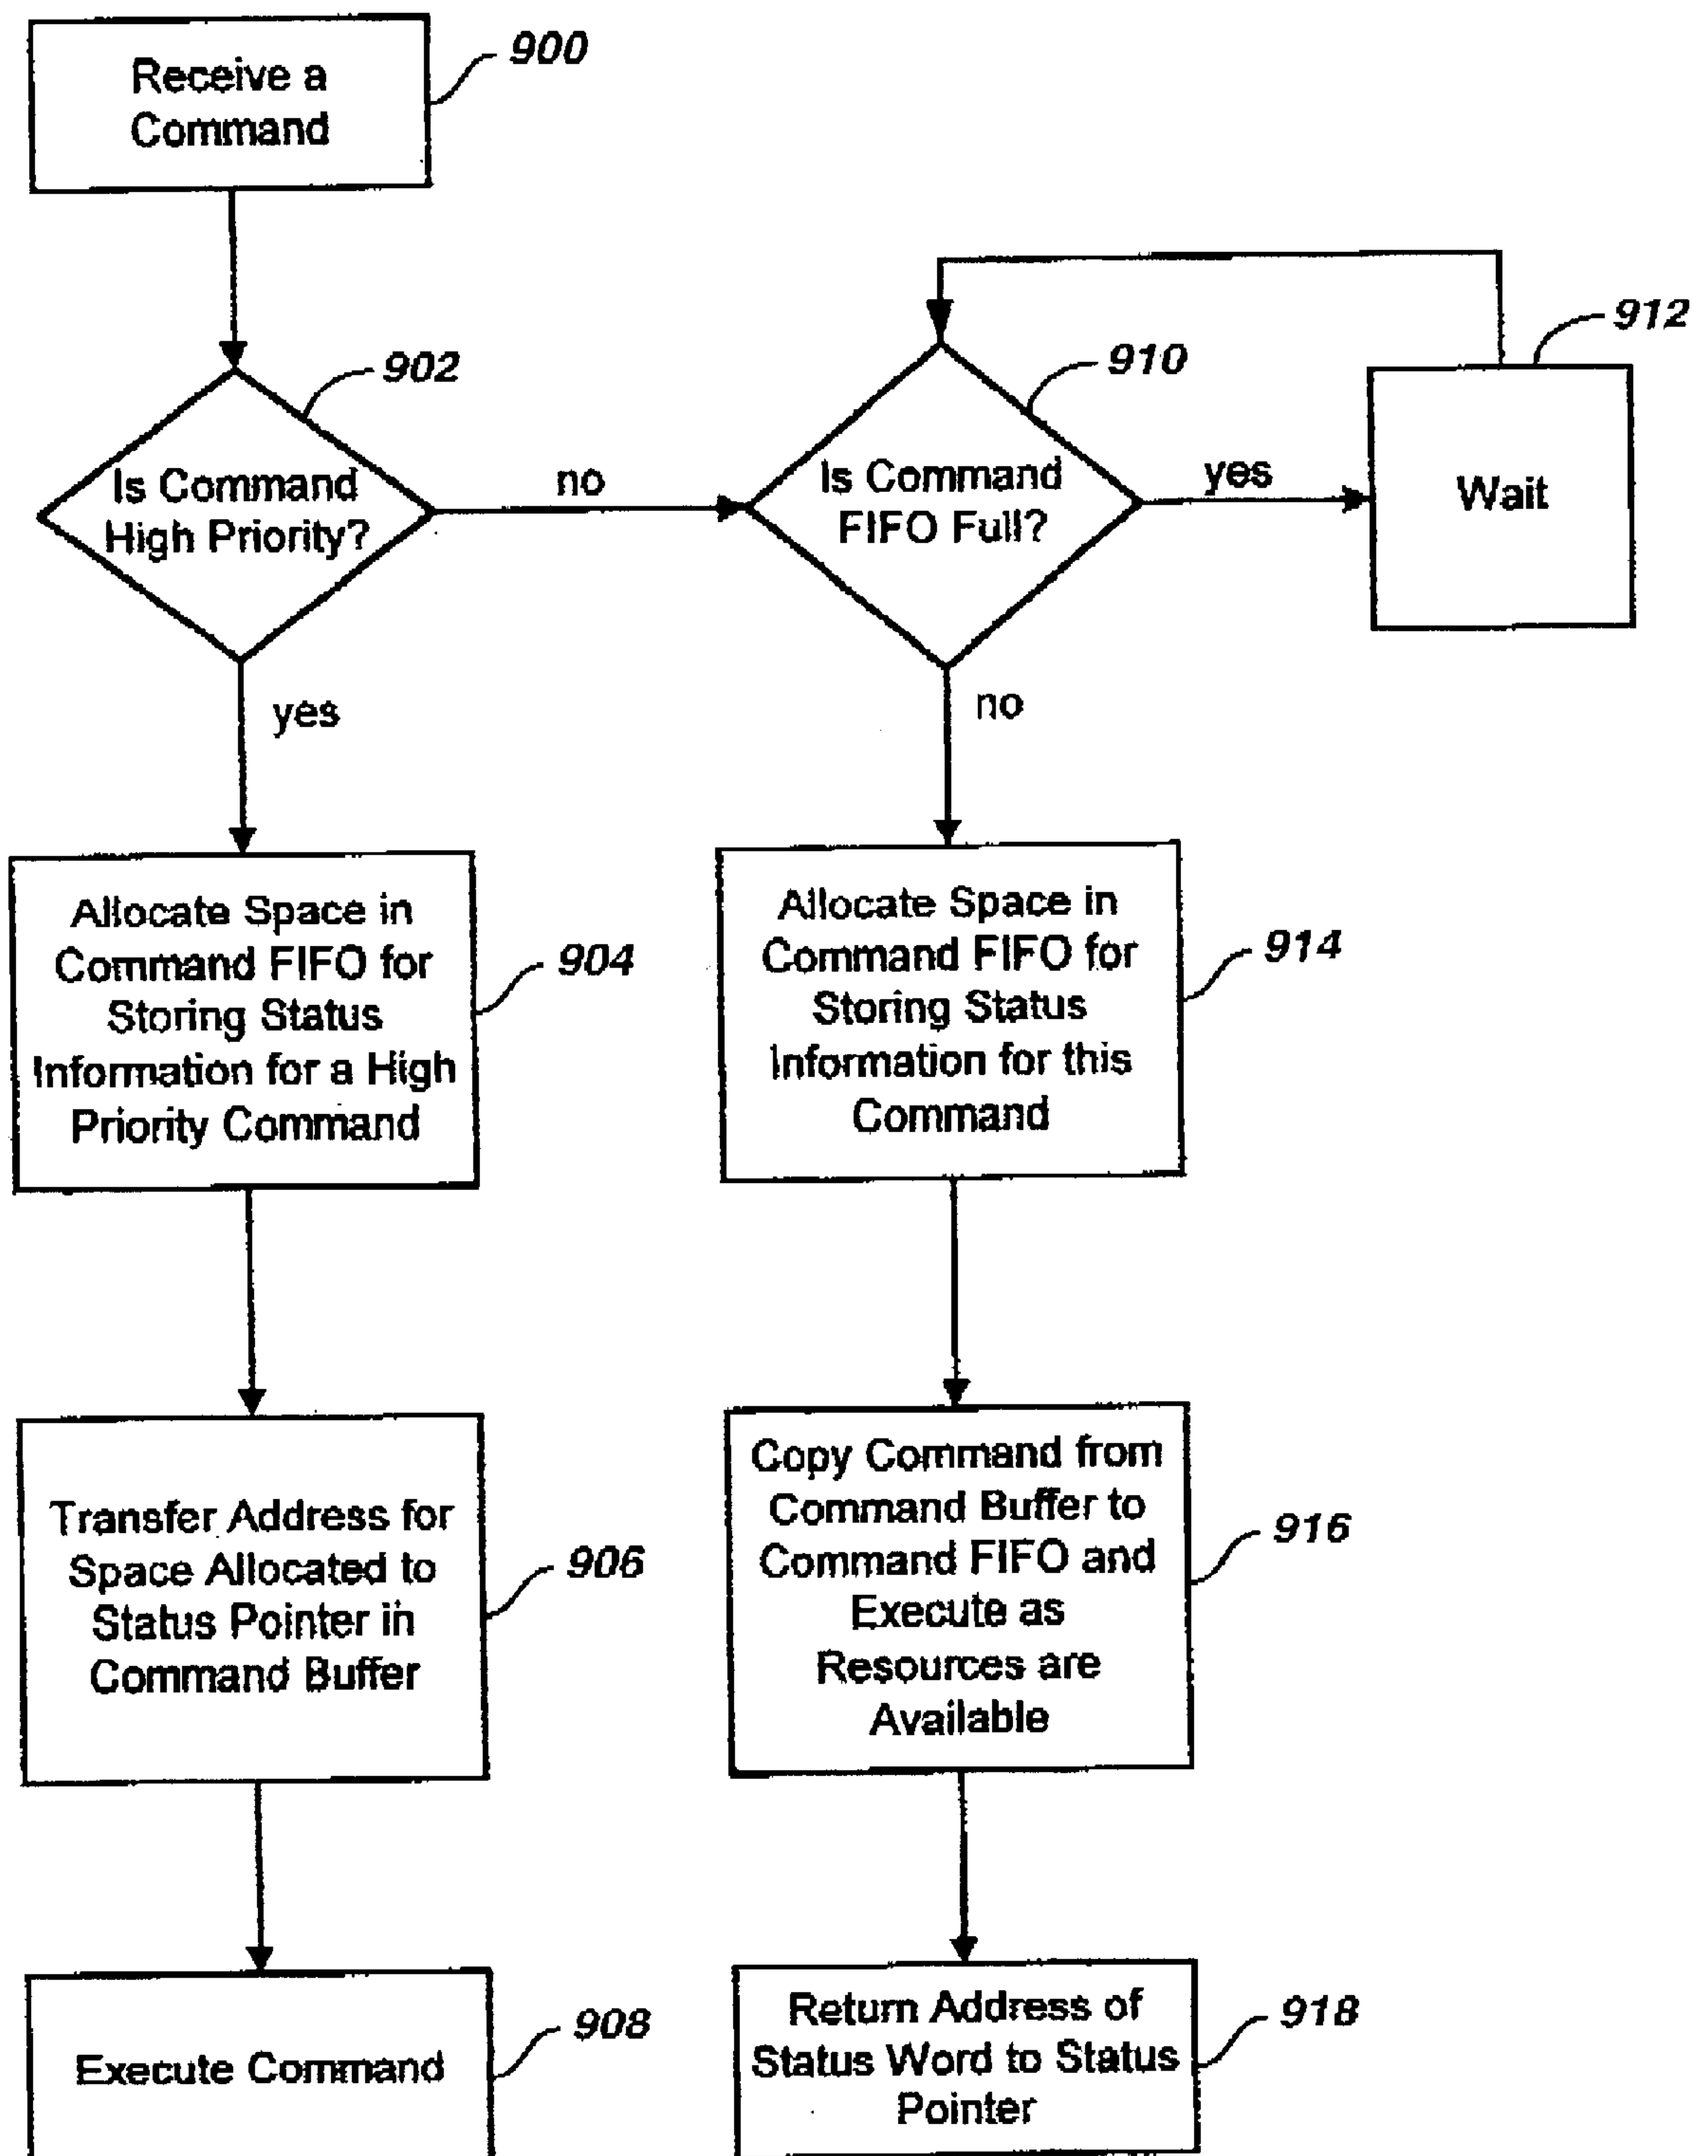 Receive a
Command
900
Is Command
High Priority?
902
no
yes
Is Command
FIFO Full?
910
yes
no
Wait
912
Allocate Space in
Command FIFO for
Storing Status
Information for a High
Priority Command
904
Transfer Address for
Space Allocated to
Status Pointer in
Command Buffer
906
Execute Command
908
Allocate Space in
Command FIFO for
Storing Status
Information for this
Command
914
Copy Command from
Command Buffer to
Command FIFO and
Execute as
Resources are
Available
916
Return Address of
Status Word to Status
Pointer
918